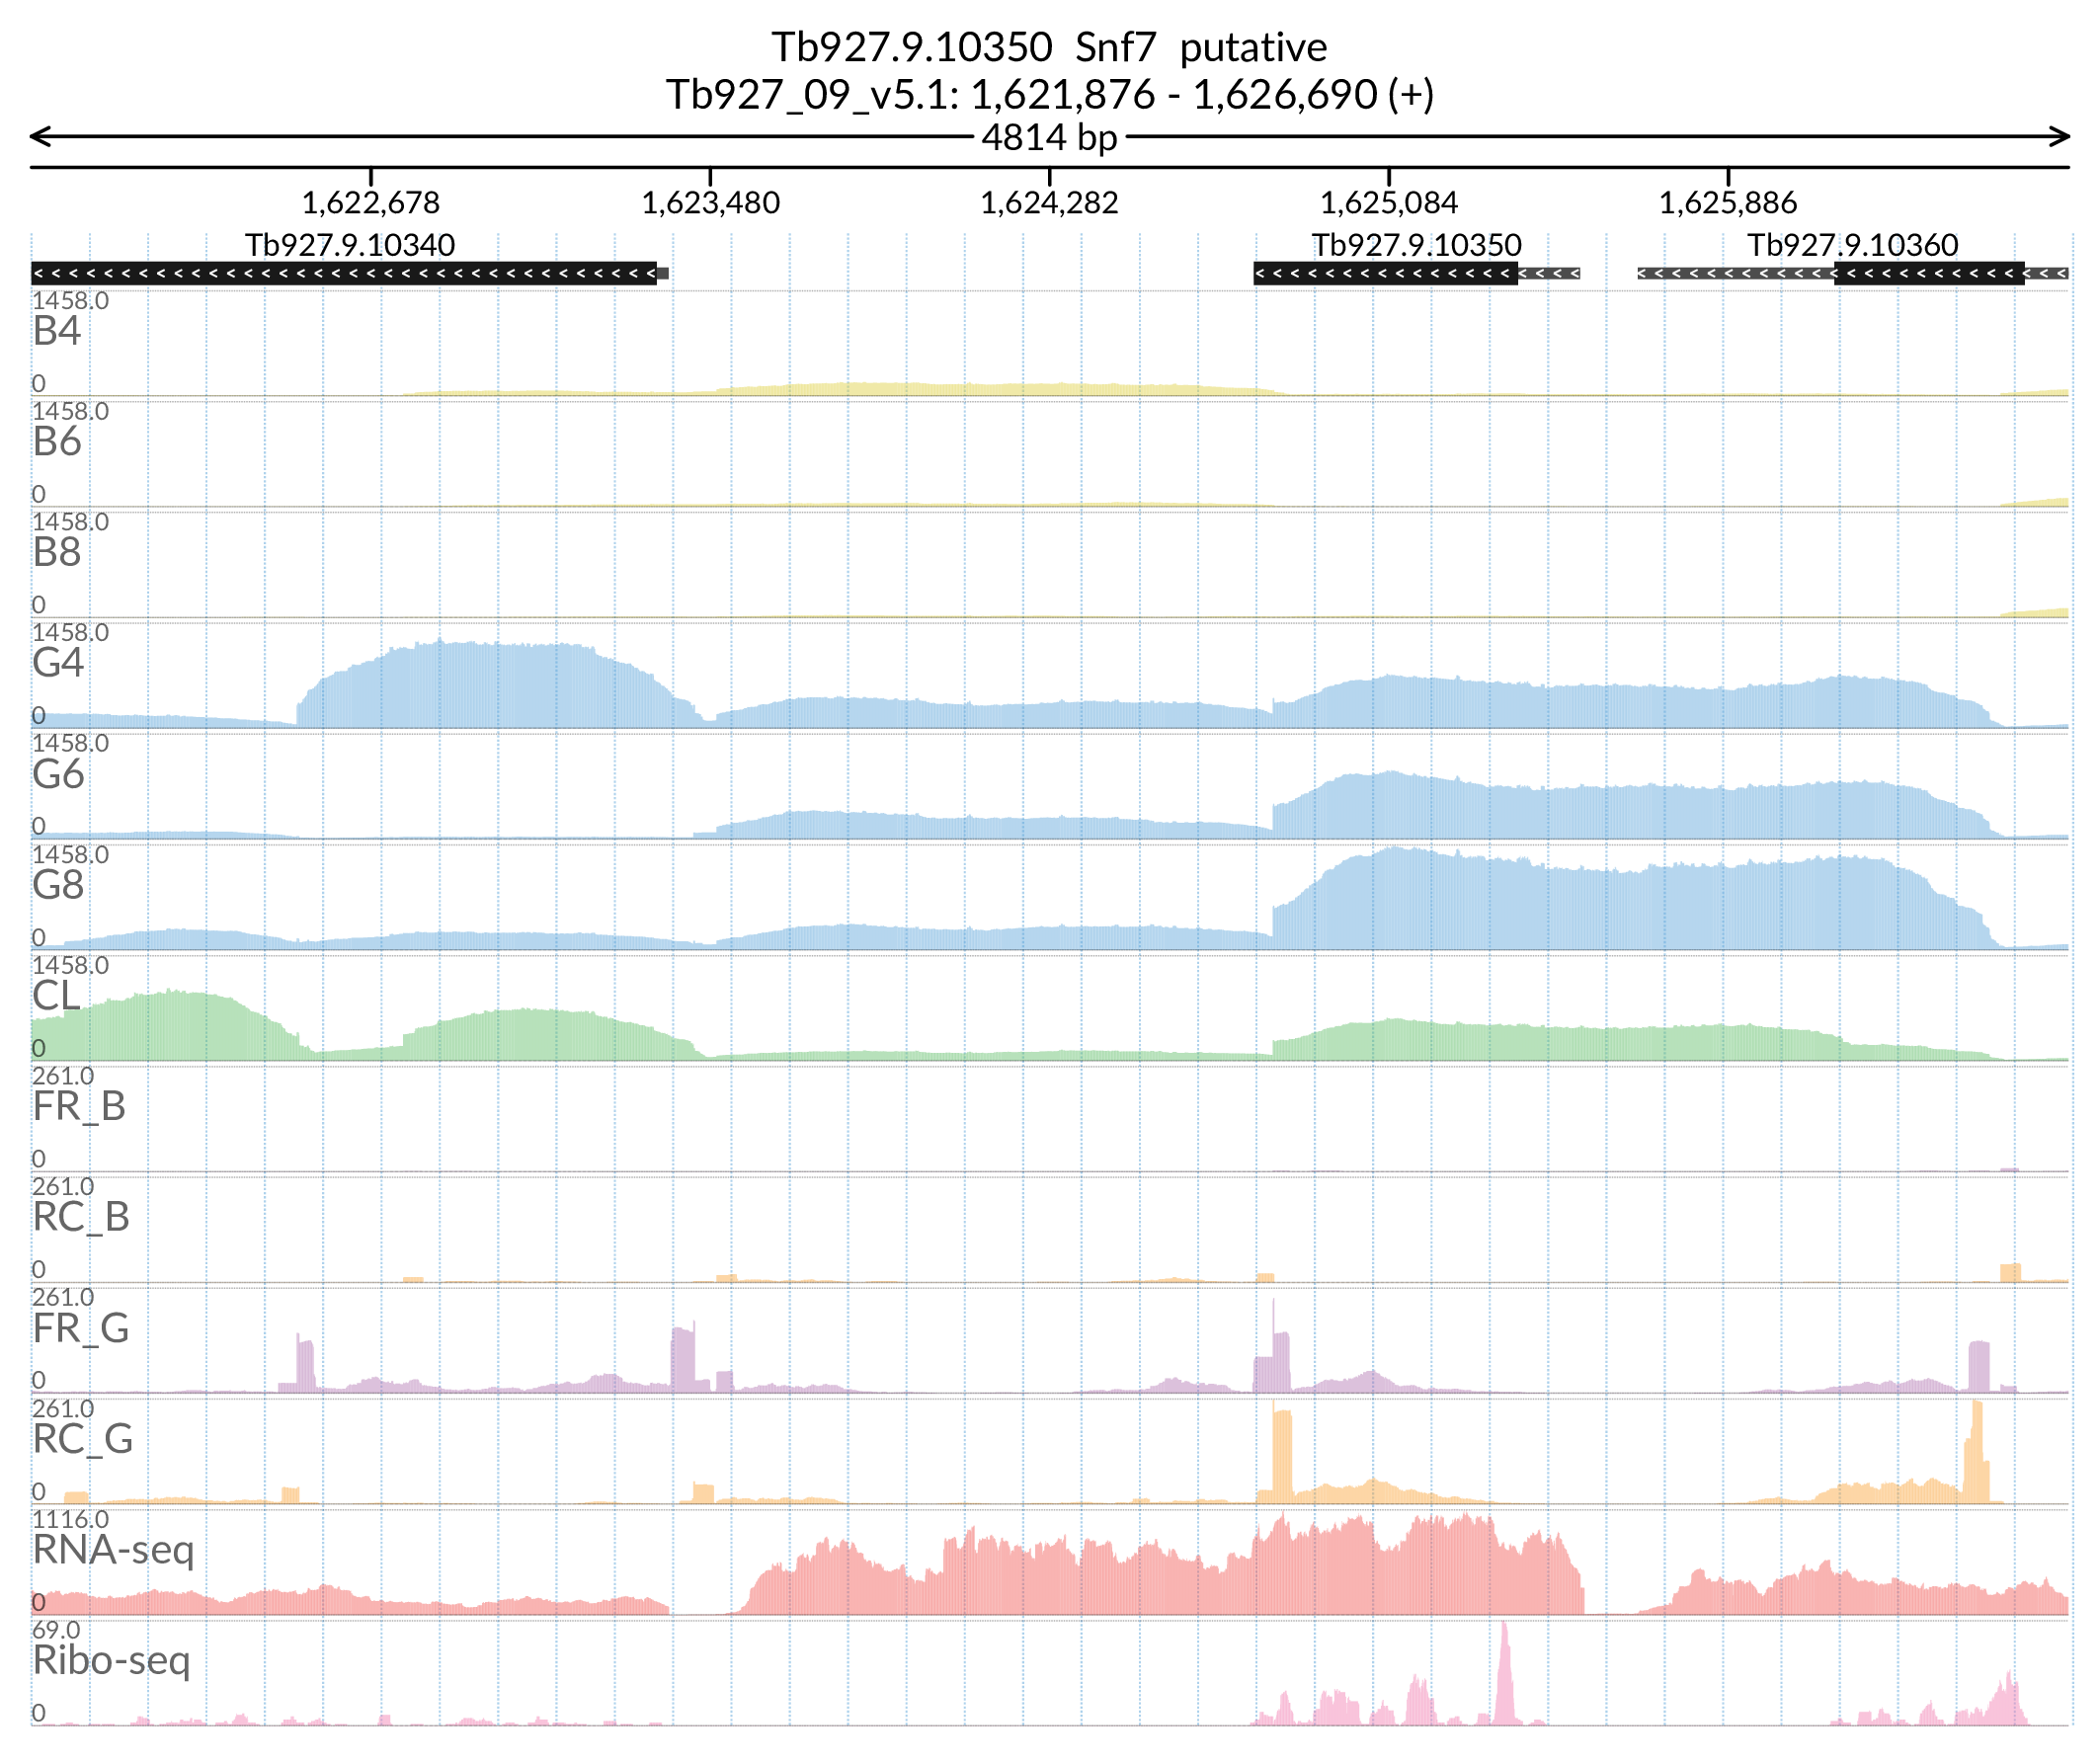 Tb927.9.10350 Snf7 putative
Tb927_09_v5.1: 1,621,876 - 1,626,690 (+)
4814 bp
1,622,678 1,623,480 1,624,282 1,625,084 1,625,886
Tb927.9.10340 Tb927.9.10350 Tb927.9.10360
1458.0
B4
0
1458.0
B6
0
1458.0
B8
0
1458.0
G4
0
1458.0
G6
0
1458.0
G8
0
1458.0
CL
0
261.0
FR_B
0
261.0
RC_B
0
261.0
FR_G
0
261.0
RC_G
0
1116.0
RNA-seq
0
69.0
Ribo-seq
0